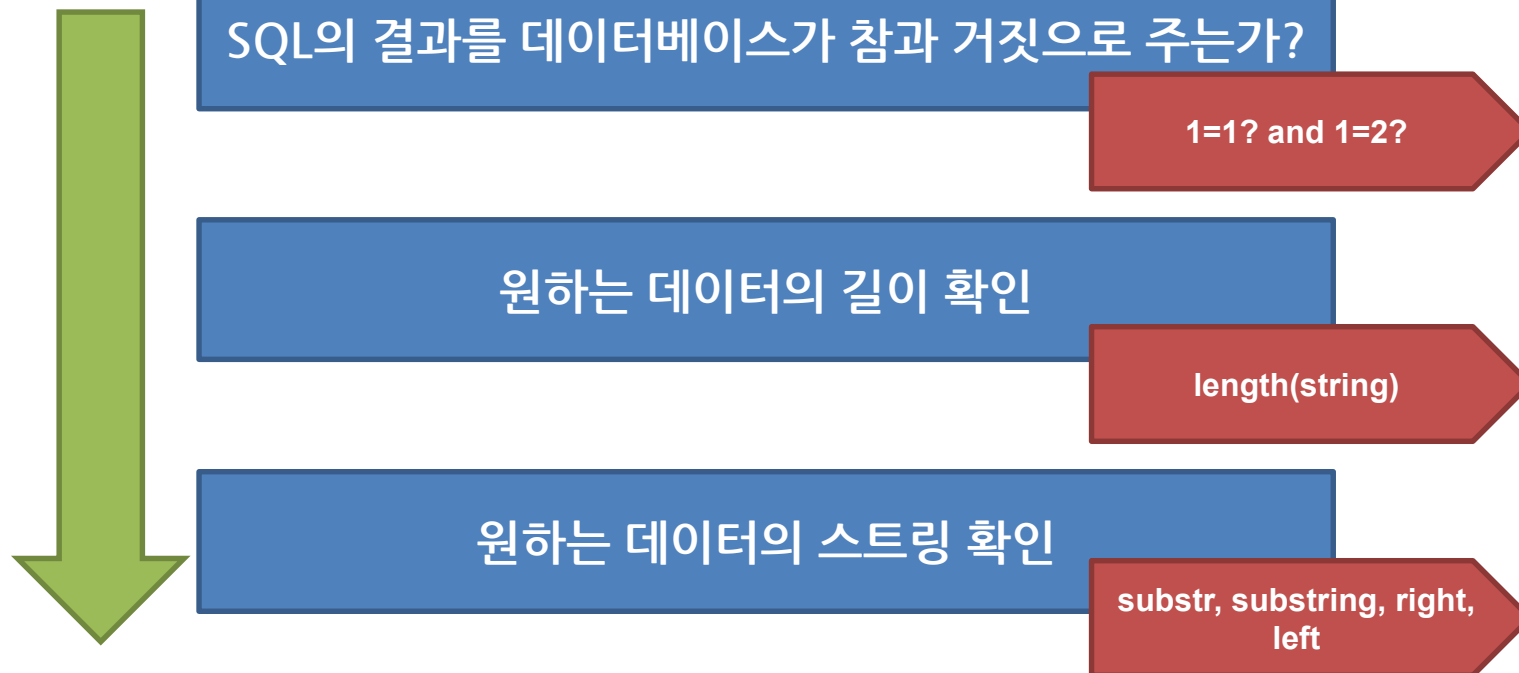 SQL의 결과를 데이터베이스가 참과 거짓으로 주는가?
1=1? and 1=2?
원하는 데이터의 길이 확인
length(string)
원하는 데이터의 스트링 확인
substr, substring, right,
left